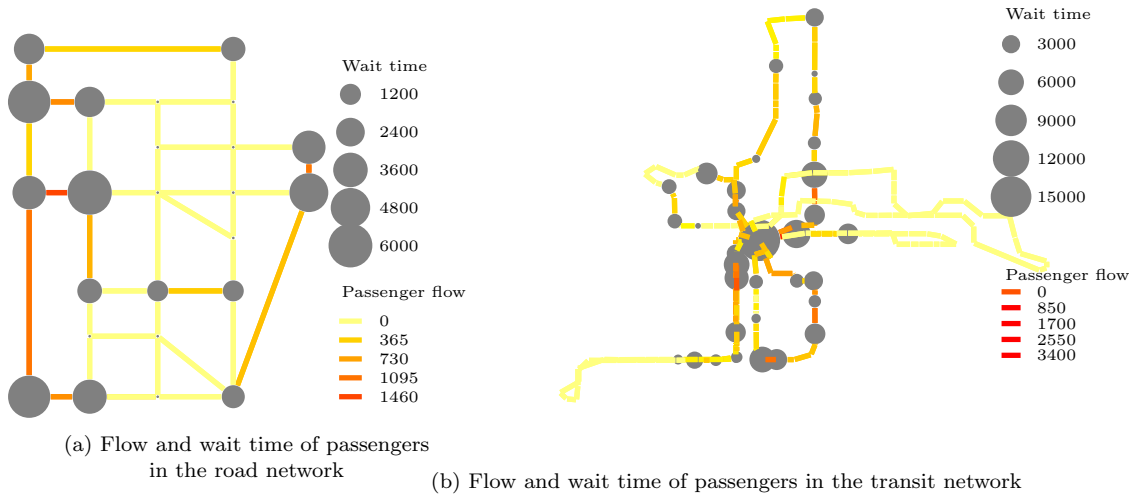 Wait time
1200
2400
3600
4800
6000
Passenger flow
0
365
730
1095
1460
(a) Flow and wait time of passengers
in the road network
Wait time
3000
6000
9000
12000
15000
Passenger flow
0
850
1700
2550
3400
(b) Flow and wait time of passengers in the transit network